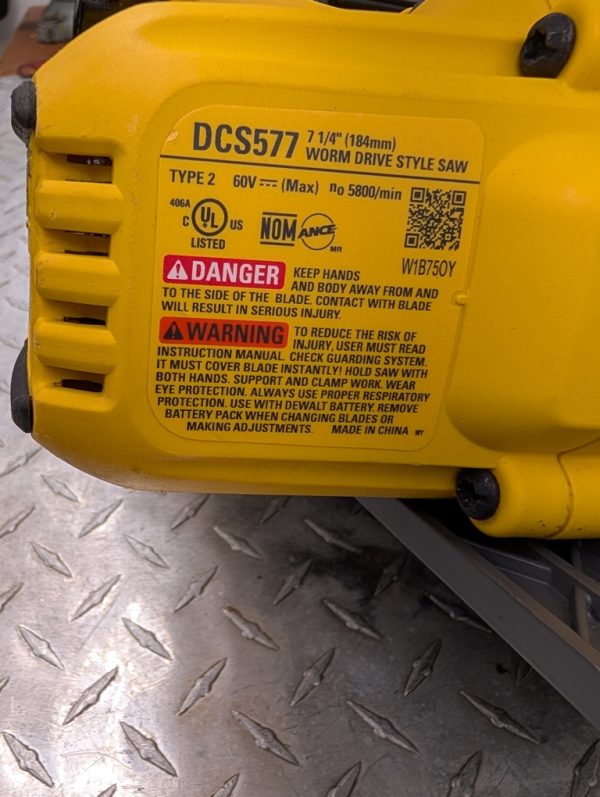 DCS577 7 1/4" (184mm)
WORM DRIVE STYLE SAW
TYPE 2 60V⎓ (Max) n₀ 5800/min
406A
C UL US
LISTED
NOM ANCE
MR
W1B75OY
DANGER KEEP HANDS
AND BODY AWAY FROM AND
TO THE SIDE OF THE BLADE. CONTACT WITH BLADE
WILL RESULT IN SERIOUS INJURY.
WARNING TO REDUCE THE RISK OF
INJURY, USER MUST READ
INSTRUCTION MANUAL. CHECK GUARDING SYSTEM.
IT MUST COVER BLADE INSTANTLY! HOLD SAW WITH
BOTH HANDS. SUPPORT AND CLAMP WORK. WEAR
EYE PROTECTION. ALWAYS USE PROPER RESPIRATORY
PROTECTION. USE WITH DEWALT BATTERY. REMOVE
BATTERY PACK WHEN CHANGING BLADES OR
MAKING ADJUSTMENTS. MADE IN CHINA